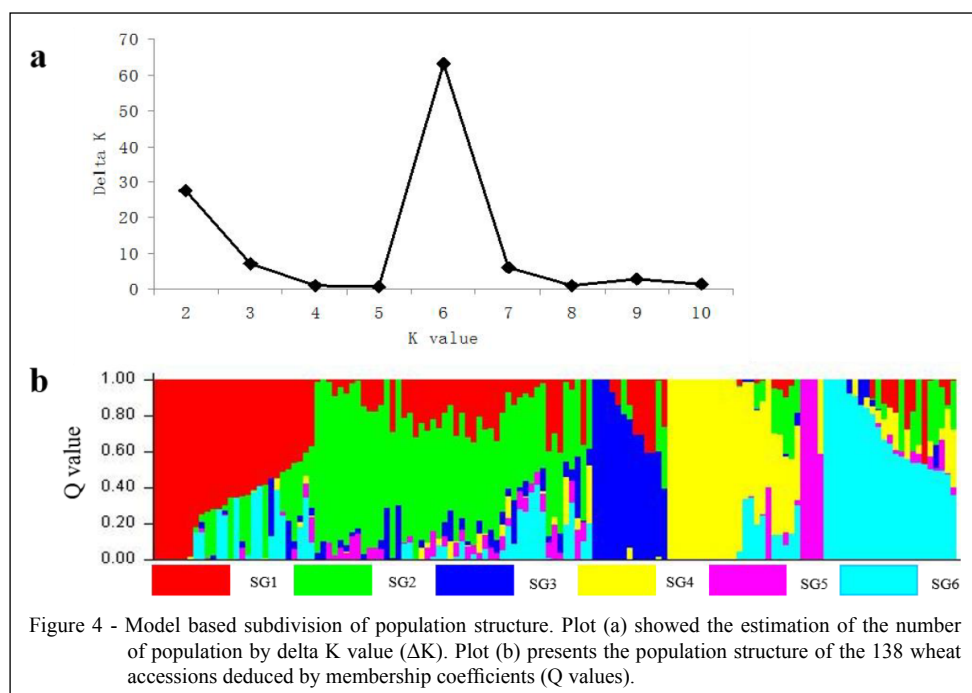 a
70
60
50
40
30
20
10
0
Delta K
2 3 4 5 6 7 8 9 10
K value
b
1.00
0.80
0.60
0.40
0.20
0.00
Q value
SG1 SG2 SG3 SG4 SG5 SG6
Figure 4 - Model based subdivision of population structure. Plot (a) showed the estimation of the number
of population by delta K value (ΔK). Plot (b) presents the population structure of the 138 wheat
accessions deduced by membership coefficients (Q values).